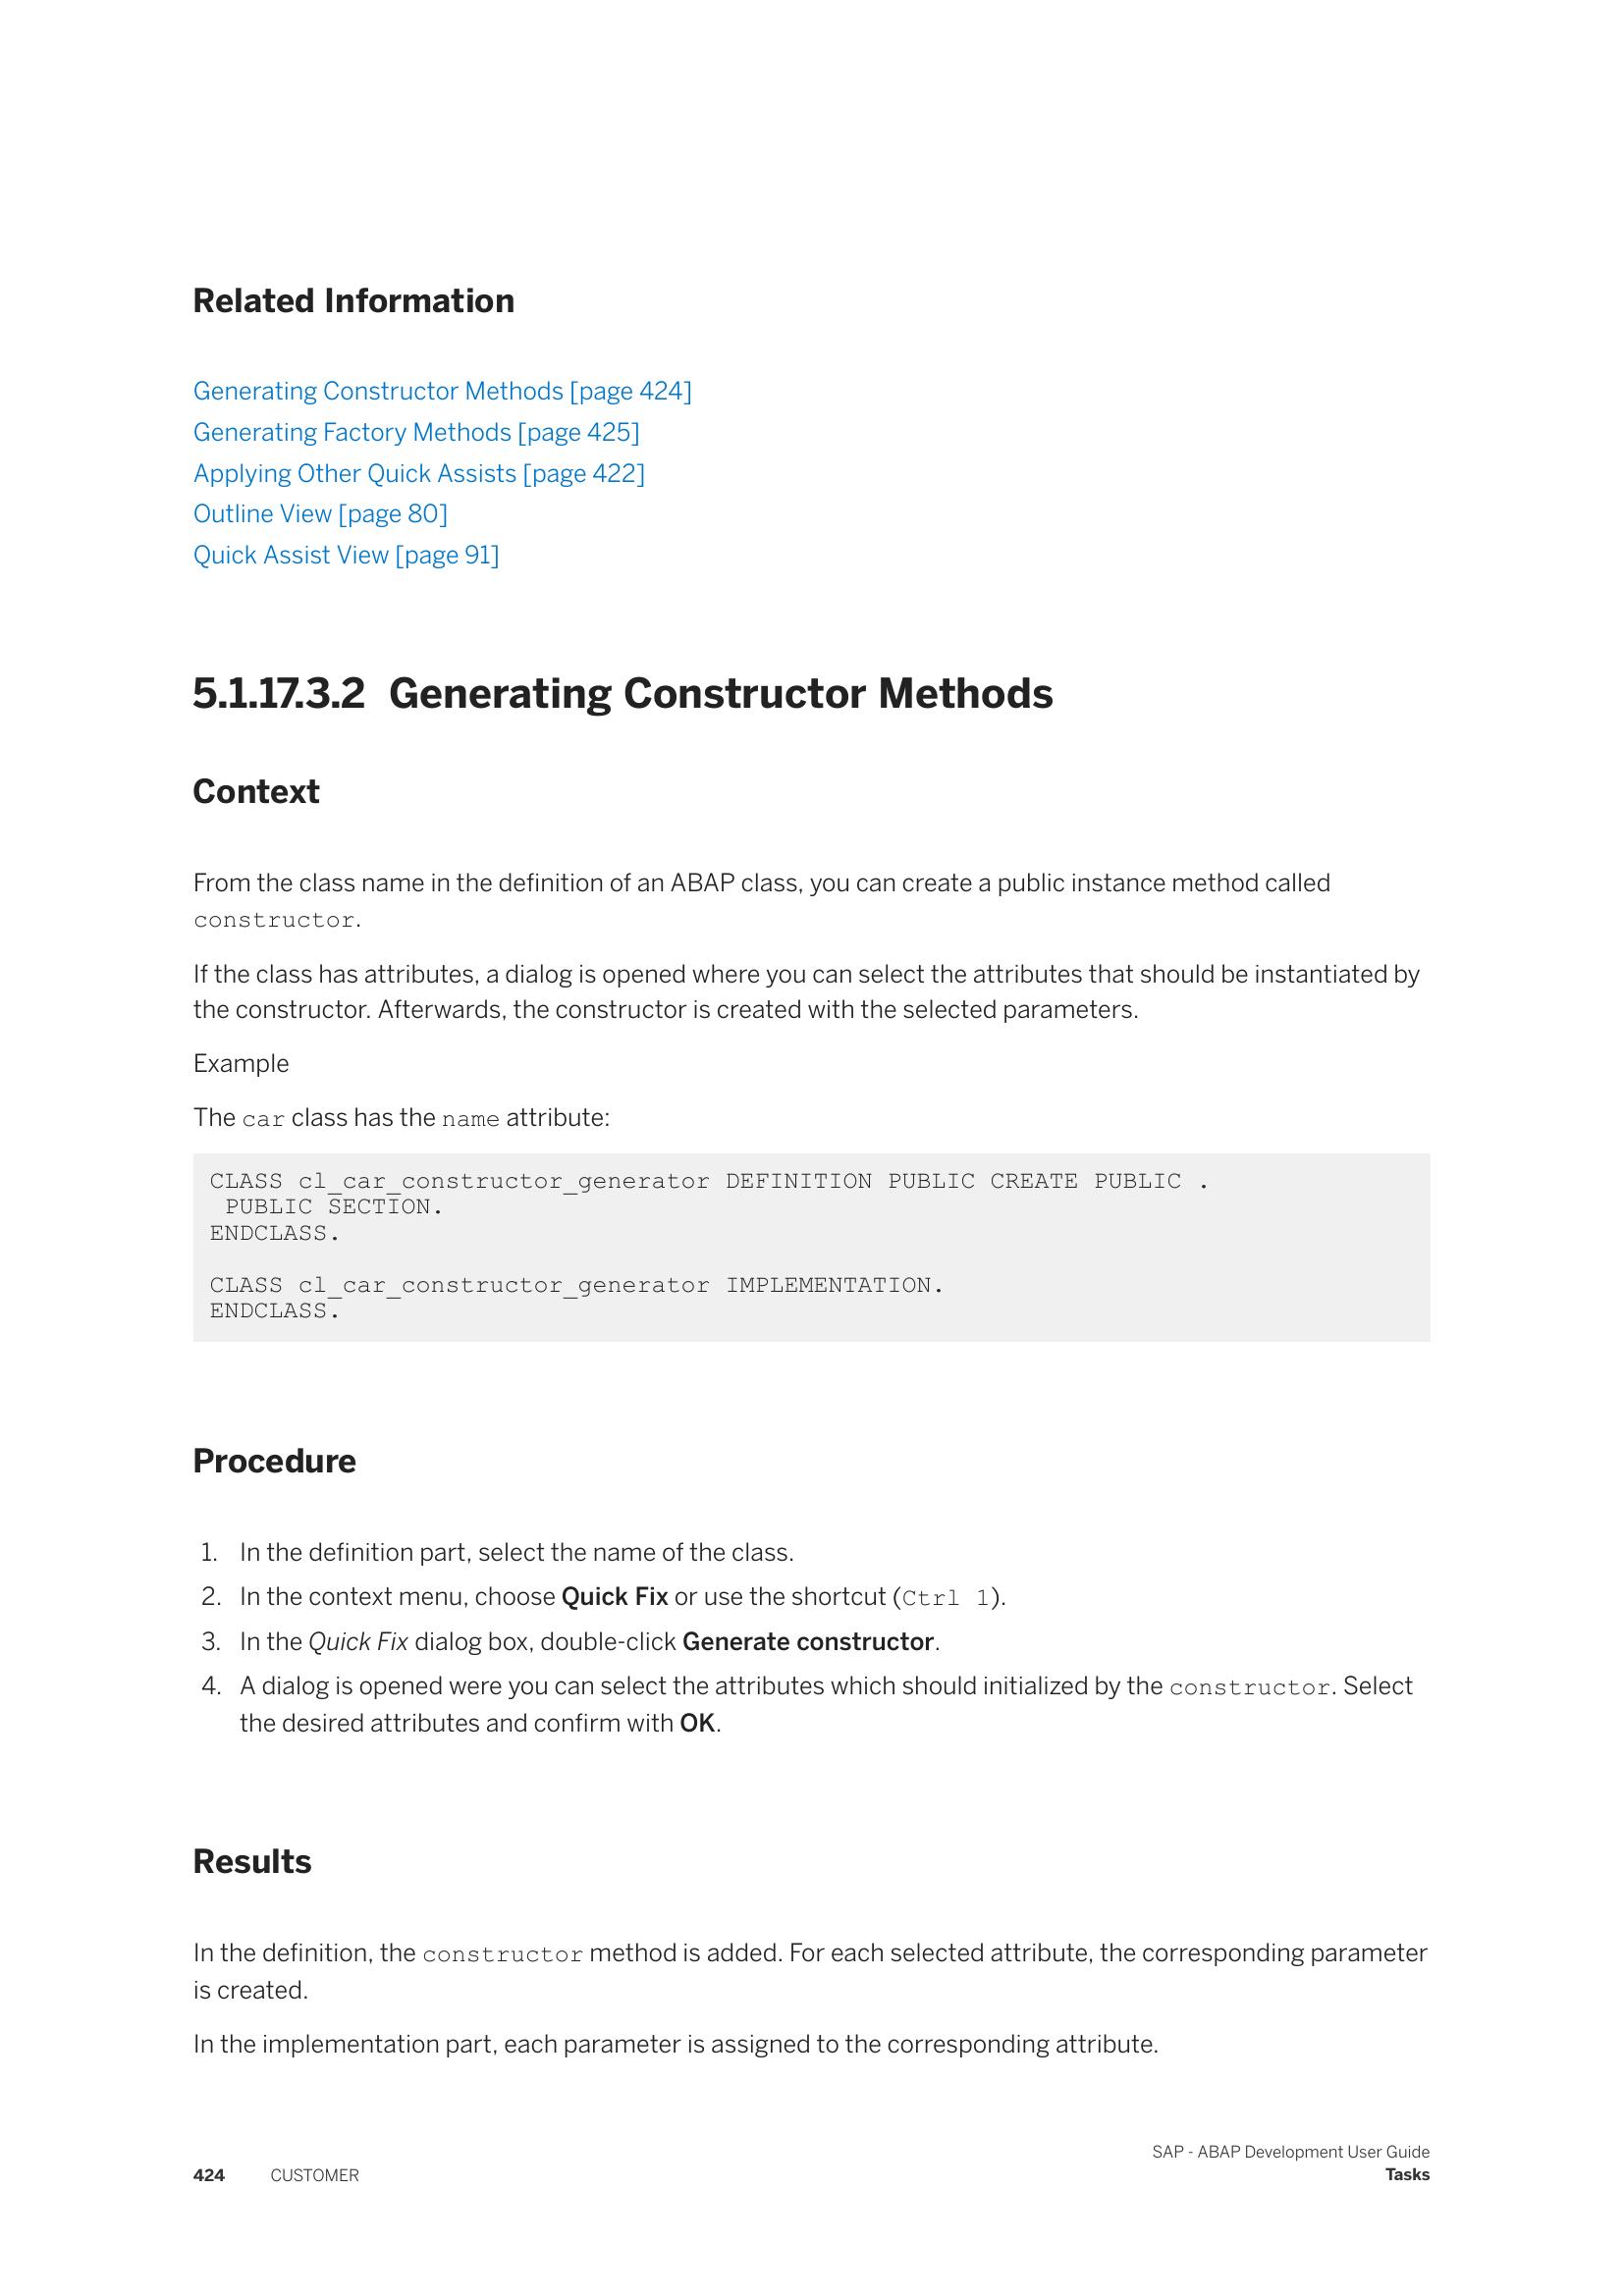 Related Information
Generating Constructor Methods [page 424]
Generating Factory Methods [page 425]
Applying Other Quick Assists [page 422]
Outline View [page 80]
Quick Assist View [page 91]
5.1.17.3.2 Generating Constructor Methods
Context
From the class name in the definition of an ABAP class, you can create a public instance method called
constructor.
If the class has attributes, a dialog is opened where you can select the attributes that should be instantiated by
the constructor. Afterwards, the constructor is created with the selected parameters.
Example
The car class has the name attribute:
CLASS cl_car_constructor_generator DEFINITION PUBLIC CREATE PUBLIC .
 PUBLIC SECTION.
ENDCLASS.
CLASS cl_car_constructor_generator IMPLEMENTATION.
ENDCLASS.
Procedure
1. In the definition part, select the name of the class.
2. In the context menu, choose Quick Fix or use the shortcut (Ctrl 1).
3. In the Quick Fix dialog box, double-click Generate constructor.
4. A dialog is opened were you can select the attributes which should initialized by the constructor. Select
the desired attributes and confirm with OK.
Results
In the definition, the constructor method is added. For each selected attribute, the corresponding parameter
is created.
In the implementation part, each parameter is assigned to the corresponding attribute.
SAP - ABAP Development User Guide
424 CUSTOMER Tasks